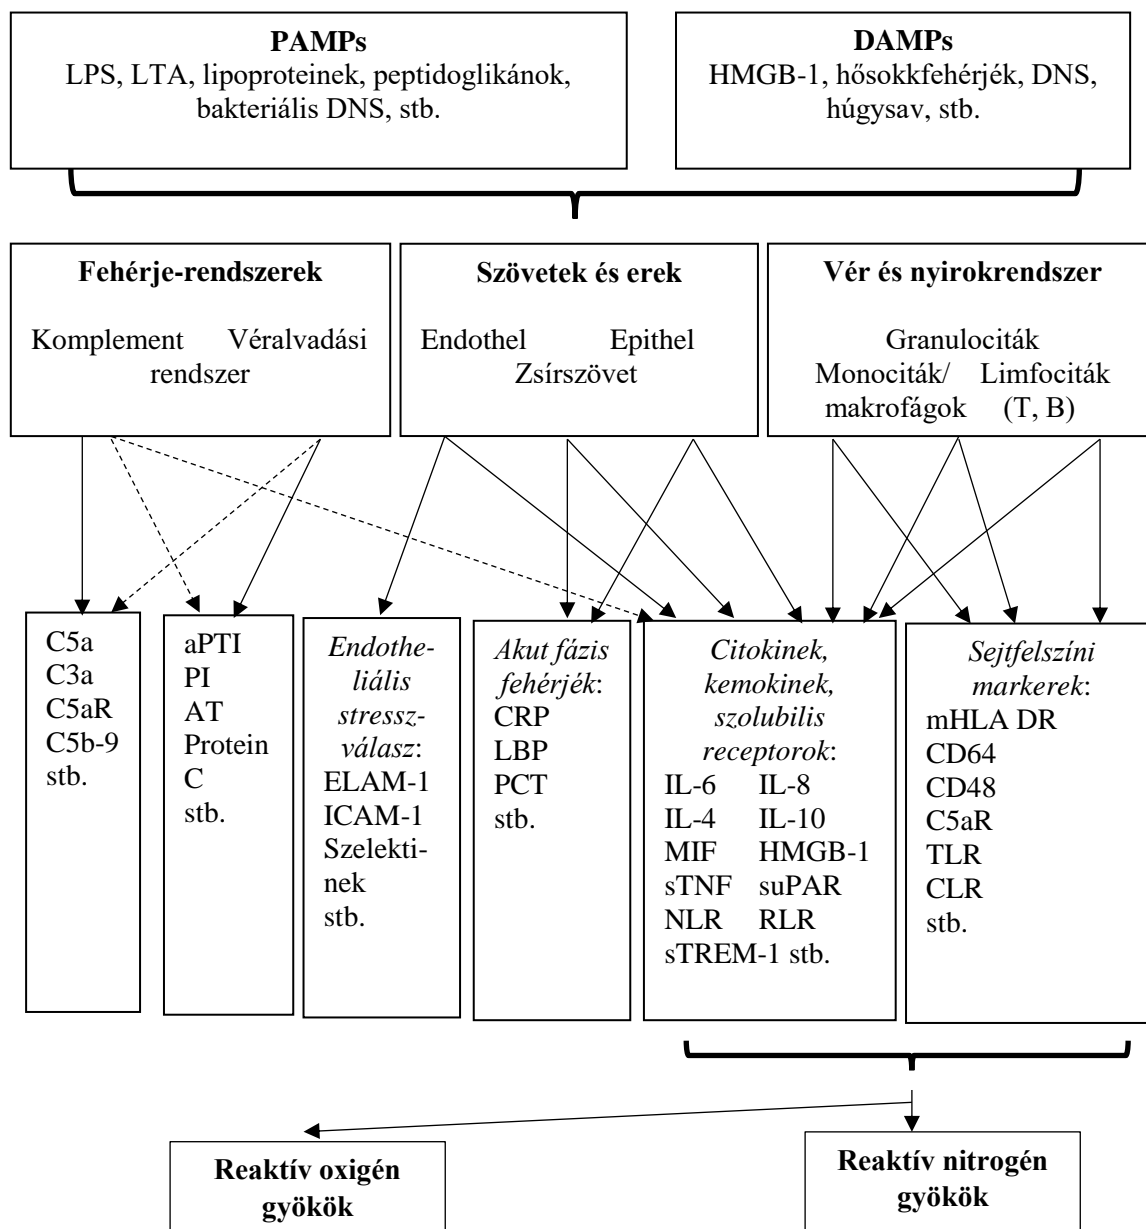 PAMPs
LPS, LTA, lipoproteinek, peptidoglikánok,
bakteriális DNS, stb.
DAMPs
HMGB-1, hősokkfehérjék, DNS,
húgysav, stb.
Fehérje-rendszerek
Komplement Véralvadási
rendszer
Szövetek és erek
Endothel Epithel
Zsírszövet
Vér és nyirokrendszer
Granulociták
Monociták/ Limfociták
makrofágok (T, B)
C5a
C3a
C5aR
C5b-9
stb.
aPTI
PI
AT
Protein
C
stb.
Endothe-
liális
stressz-
válasz:
ELAM-1
ICAM-1
Szelekti-
nek
stb.
Akut fázis
fehérjék:
CRP
LBP
PCT
stb.
Citokinek,
kemokinek,
szolubilis
receptorok:
IL-6 IL-8
IL-4 IL-10
MIF HMGB-1
sTNF suPAR
NLR RLR
sTREM-1 stb.
Sejtfelszíni
markerek:
mHLA DR
CD64
CD48
C5aR
TLR
CLR
stb.
Reaktív oxigén
gyökök
Reaktív nitrogén
gyökök